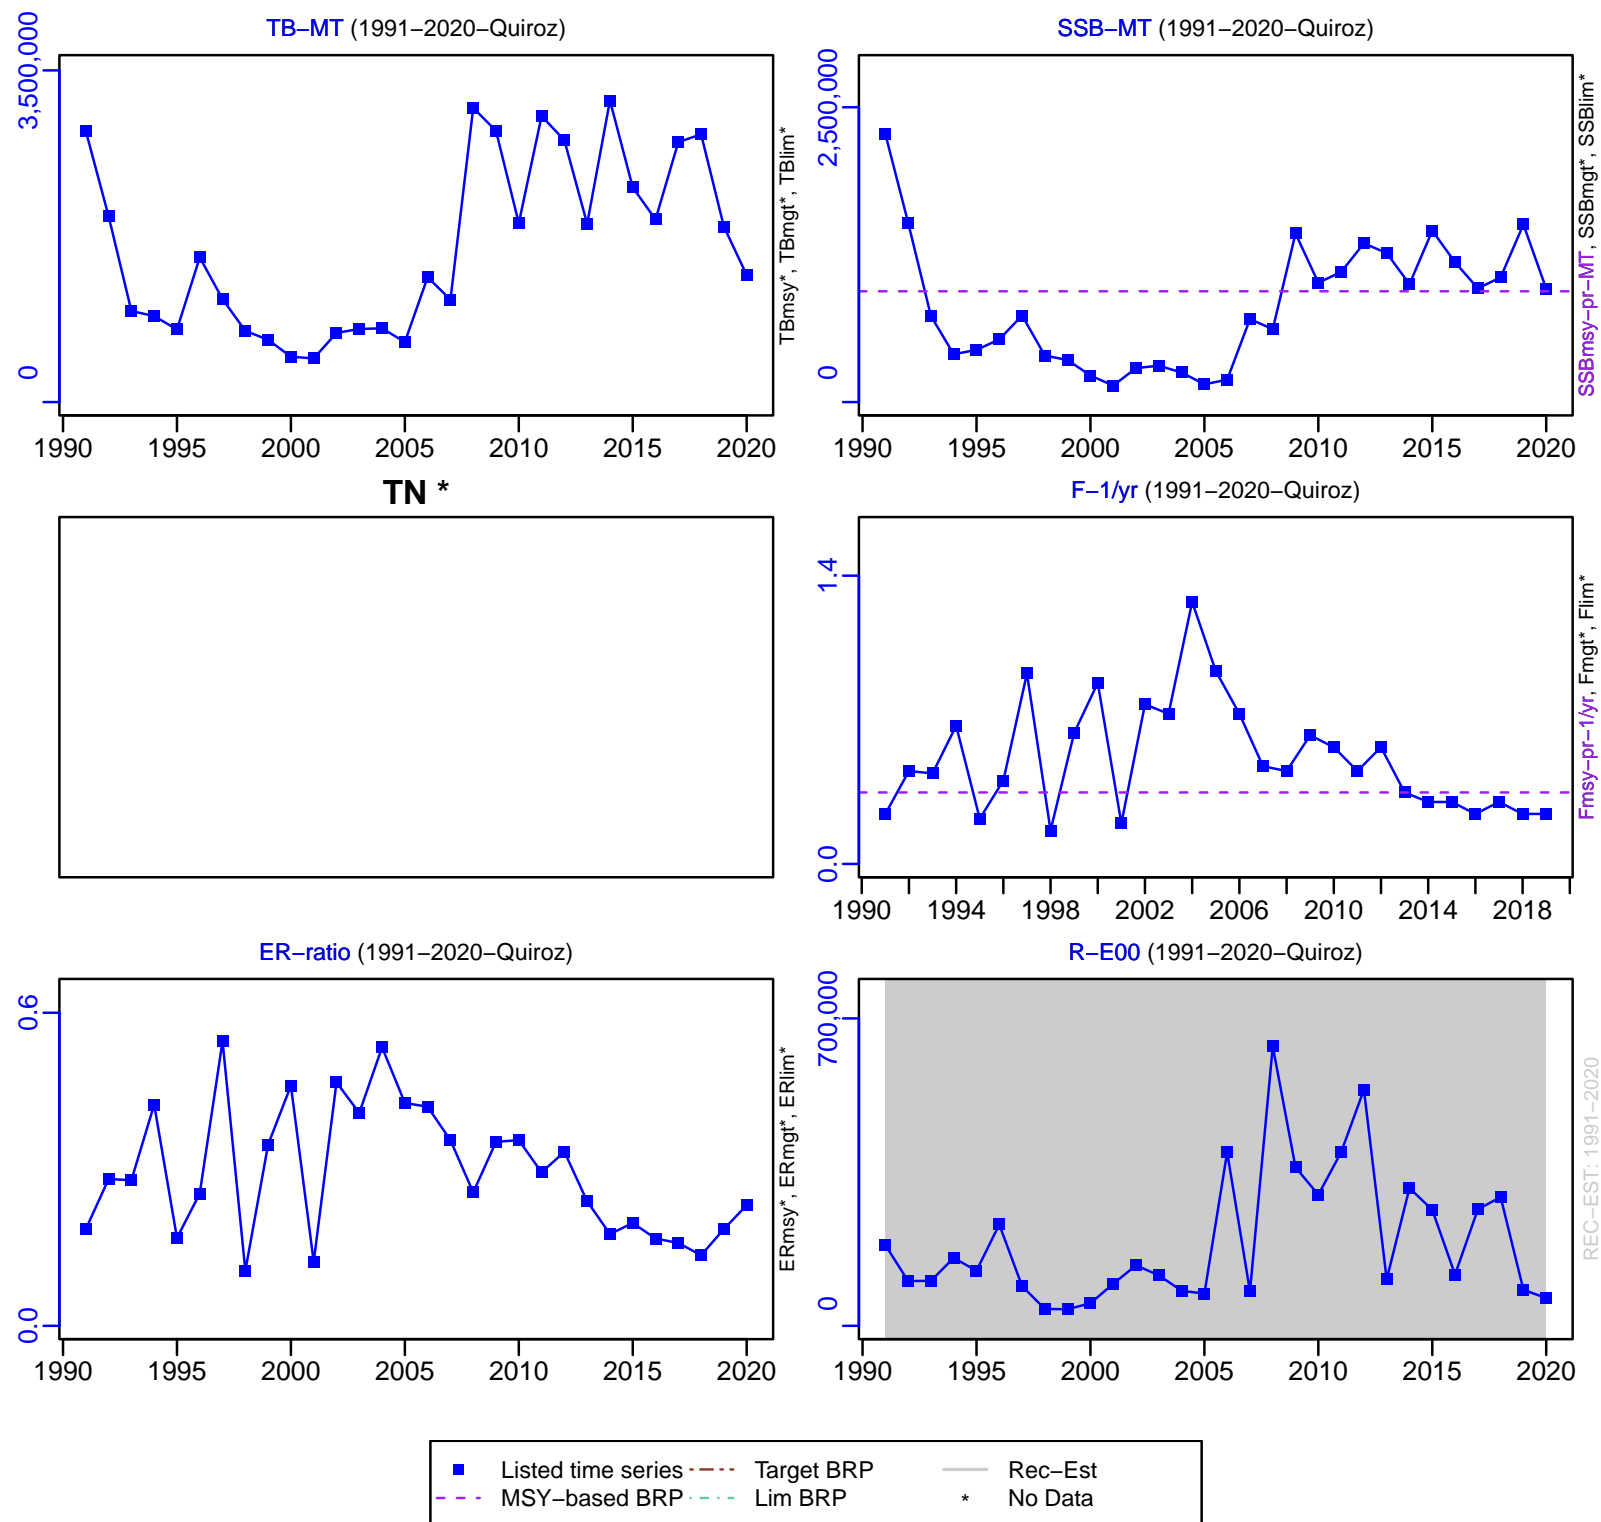 TB−MT (1991−2020−Quiroz)
3,500,000
0
TBmsy*, TBmgt*, TBlim*
1990 1995 2000 2005 2010 2015 2020
SSB−MT (1991−2020−Quiroz)
2,500,000
0
SSBmsy−pr−MT, SSBmgt*, SSBlim*
1990 1995 2000 2005 2010 2015 2020
TN *
F−1/yr (1991−2020−Quiroz)
1.4
0.0
Fmsy−pr−1/yr, Fmgt*, Flim*
1990 1994 1998 2002 2006 2010 2014 2018
ER−ratio (1991−2020−Quiroz)
0.6
0.0
ERmsy*, ERmgt*, ERlim*
1990 1995 2000 2005 2010 2015 2020
R−E00 (1991−2020−Quiroz)
700,000
0
REC−EST: 1991−2020
1990 1995 2000 2005 2010 2015 2020
Listed time series Target BRP Rec−Est
MSY−based BRP Lim BRP * No Data